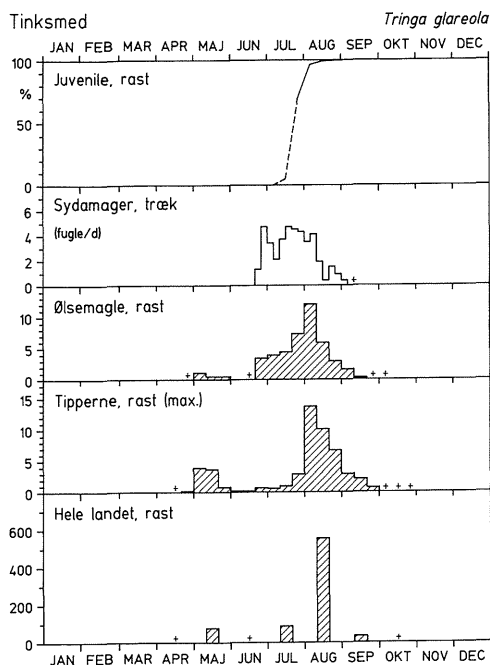 Tinksmed Tringa glareola
JAN FEB MAR APR MAJ JUN JUL AUG SEP OKT NOV DEC
100
%
50
0
Juvenile, rast
Sydamager, træk
(fugle/d)
6
4
2
0
+
Ølsemagle, rast
10
5
0
+ + + +
Tipperne, rast (max.)
15
10
5
0
+ + + +
Hele landet, rast
600
400
200
0
+ + +
JAN FEB MAR APR MAJ JUN JUL AUG SEP OKT NOV DEC